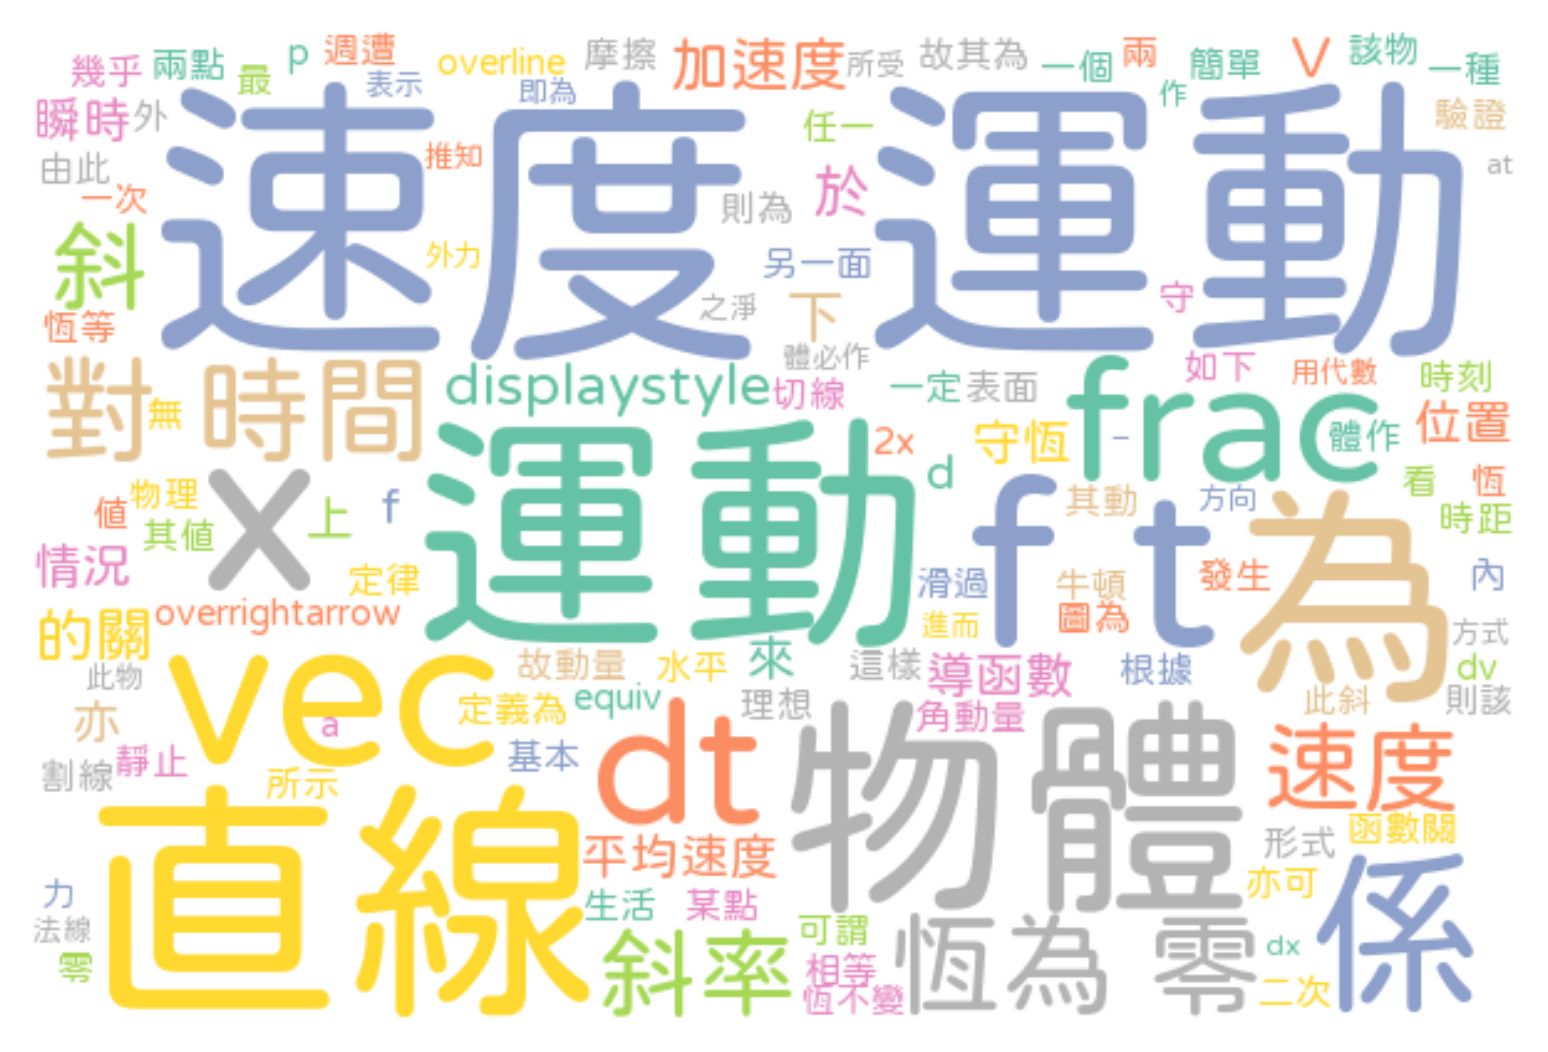 幾乎 兩點 最 p 週遭 overline 摩擦 加速度 所受 故其為 一個 兩 簡單 V 該物 一種
表示 即為 作
瞬時 外 速度 任一 運動 驗證
由此 推知 at
一次 則為 於
斜 外力 另一面
恆等 之淨 下 守
對 時間 體必作 如下 用代數 時刻
無 displaystyle 切線 一定 表面 frac 位置
運動 2x 守恆 - 體作
值 物理 x 上 f d 其動 方向 看 恆
其值 ft 為 時距
情況 定律 滑過 牛頓 發生 內
的關 overrightarrow 進而 圖為 方式
此物 vec 故動量 水平 來 這樣 導函數 根據 dv
亦 a 定義為 equiv 理想 角動量 此斜 則該
割線 靜止 基本 dt 物體 速度
所示
直線 平均速度 形式 函數關
力 生活 某點 亦可 係
法線 斜率 可謂 恆為 零 dx
零 相等 二次
恆不變